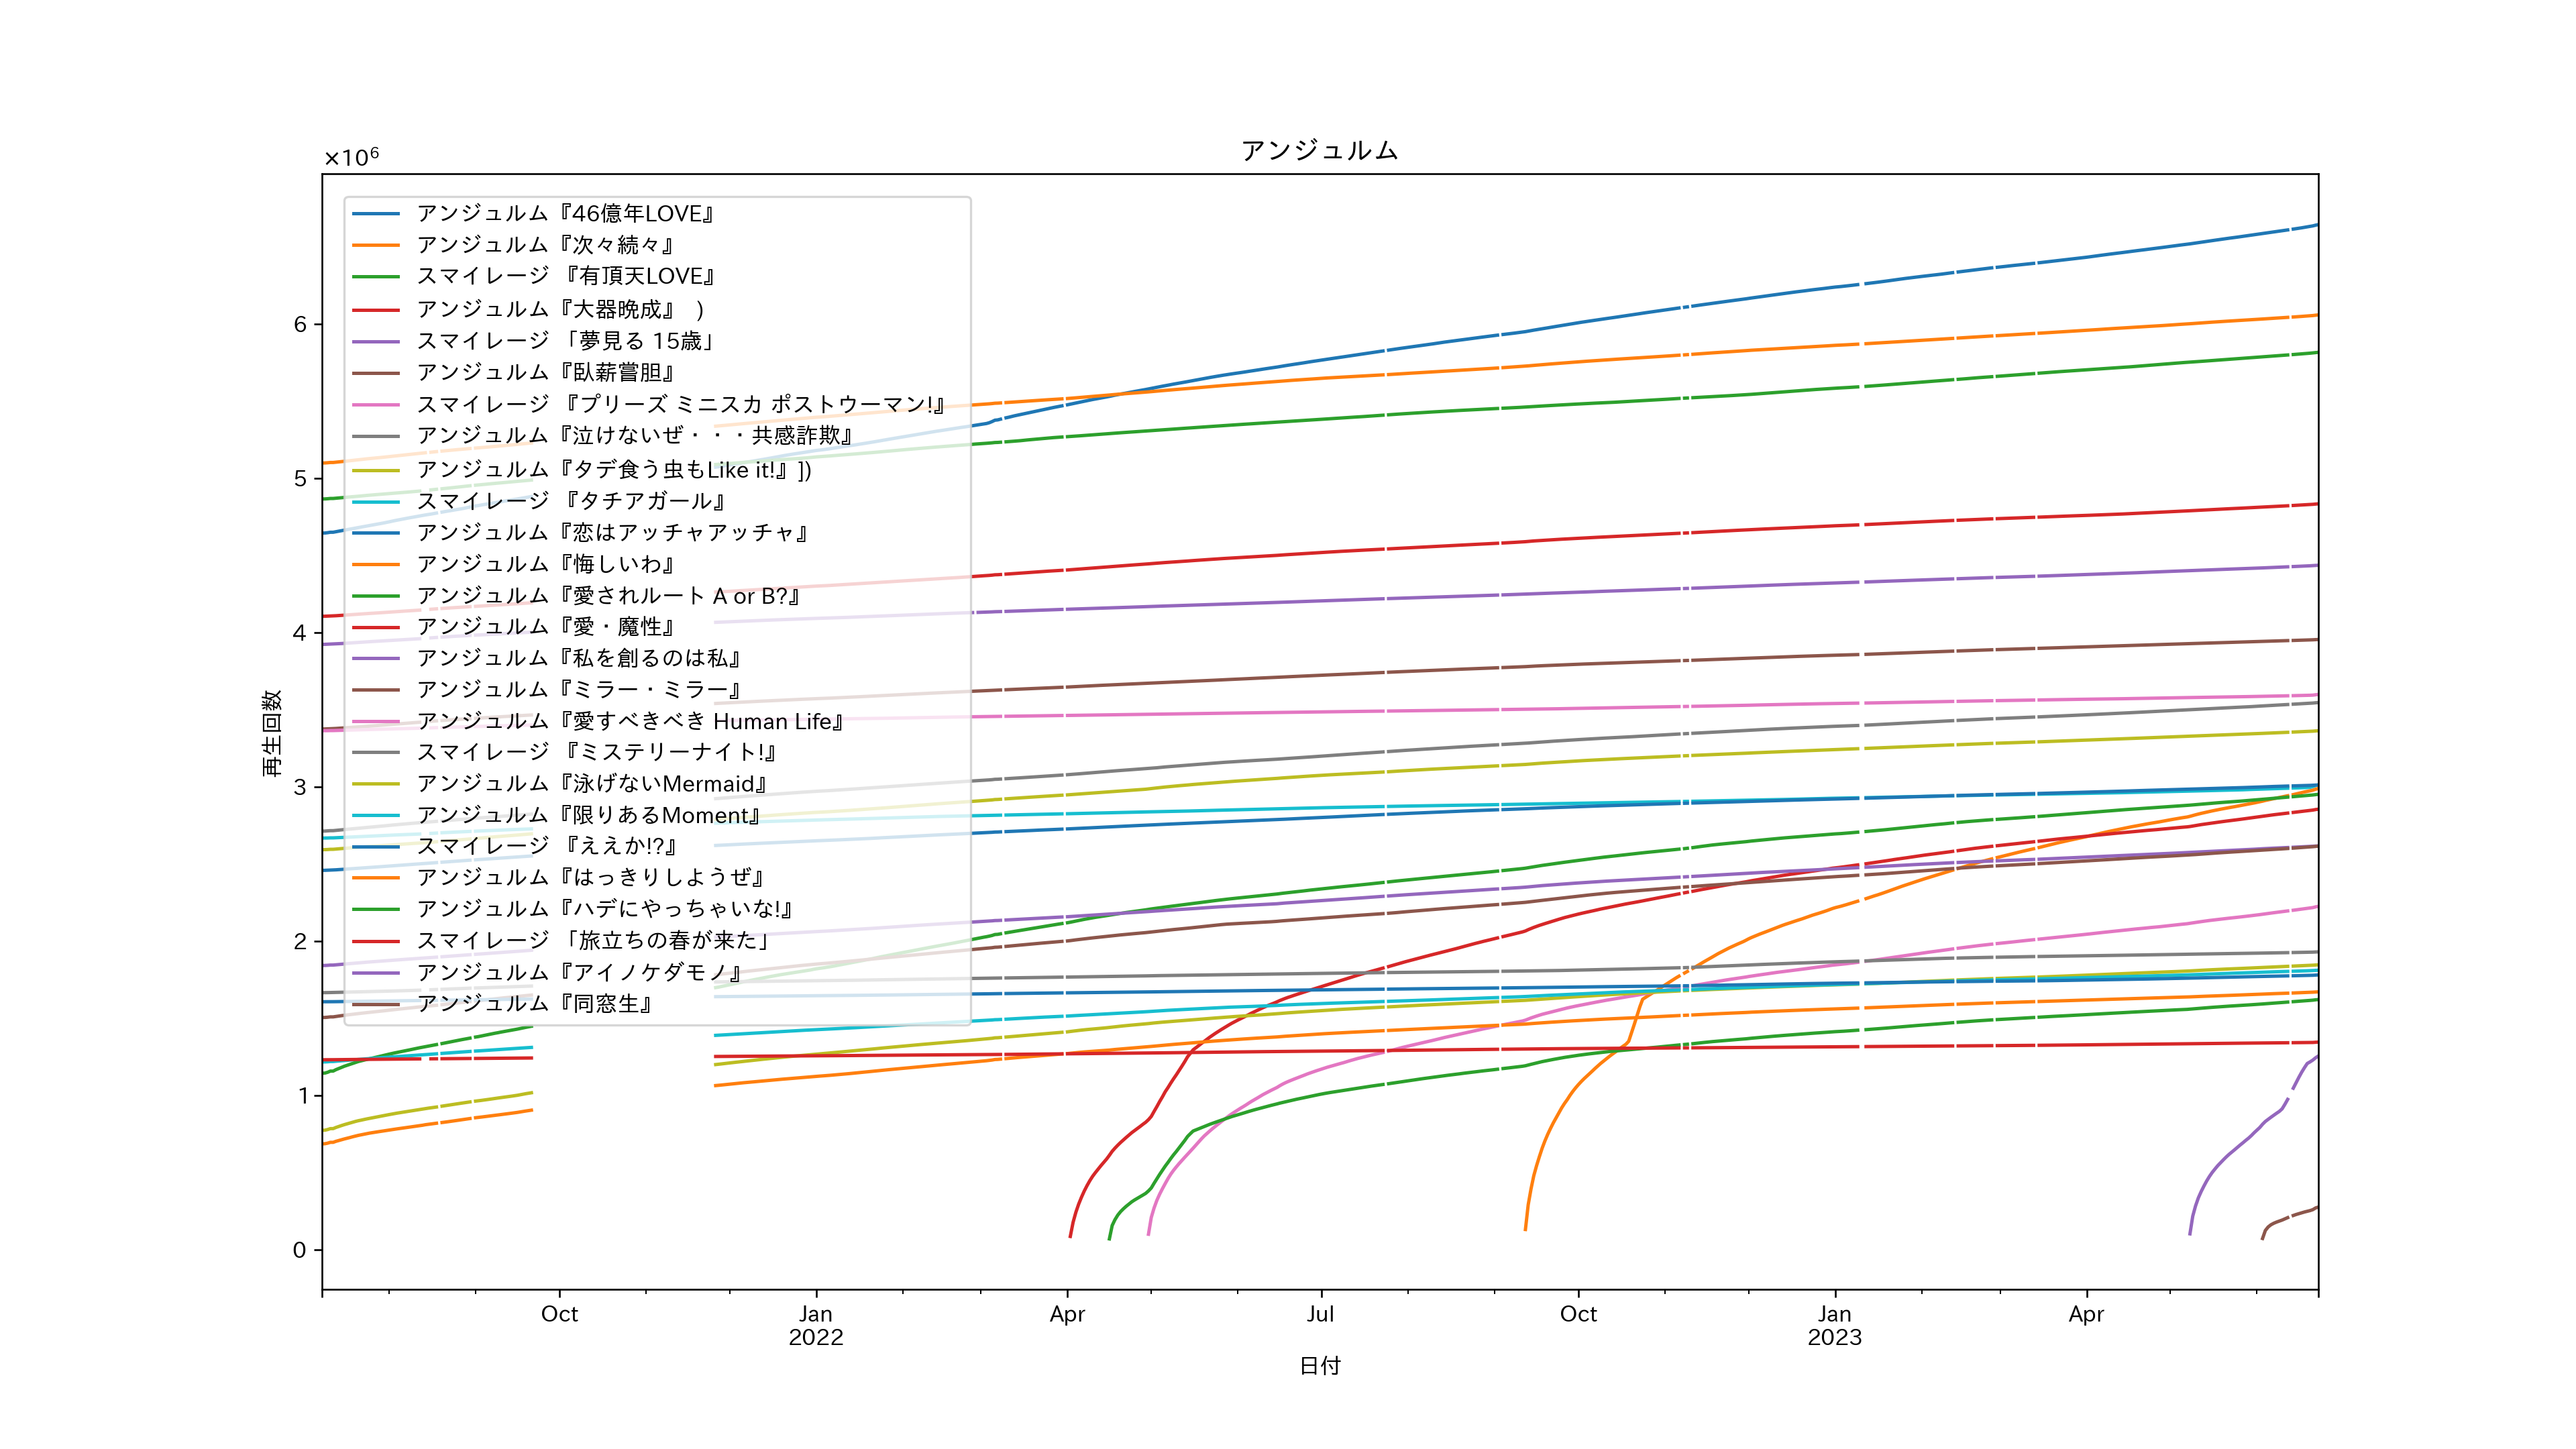 アンジュルム
×10⁶
アンジュルム『46億年LOVE』
アンジュルム『次々続々』
スマイレージ 『有頂天LOVE』
アンジュルム『大器晩成』 )
スマイレージ 「夢見る 15歳」
アンジュルム『臥薪嘗胆』
スマイレージ 『プリーズ ミニスカ ポストウーマン!』
アンジュルム『泣けないぜ・・・共感詐欺』
アンジュルム『タデ食う虫もLike it!』])
スマイレージ 『タチアガール』
アンジュルム『恋はアッチャアッチャ』
アンジュルム『悔しいわ』
アンジュルム『愛されルート A or B?』
アンジュルム『愛・魔性』
アンジュルム『私を創るのは私』
アンジュルム『ミラー・ミラー』
アンジュルム『愛すべきべき Human Life』
スマイレージ 『ミステリーナイト!』
アンジュルム『泳げないMermaid』
アンジュルム『限りあるMoment』
スマイレージ 『ええか!?』
アンジュルム『はっきりしようぜ』
アンジュルム『ハデにやっちゃいな!』
スマイレージ 「旅立ちの春が来た」
アンジュルム『アイノケダモノ』
アンジュルム『同窓生』
6
5
4
3
2
1
0
再生回数
Oct Jan Apr Jul Oct Jan Apr
2022 2023
日付